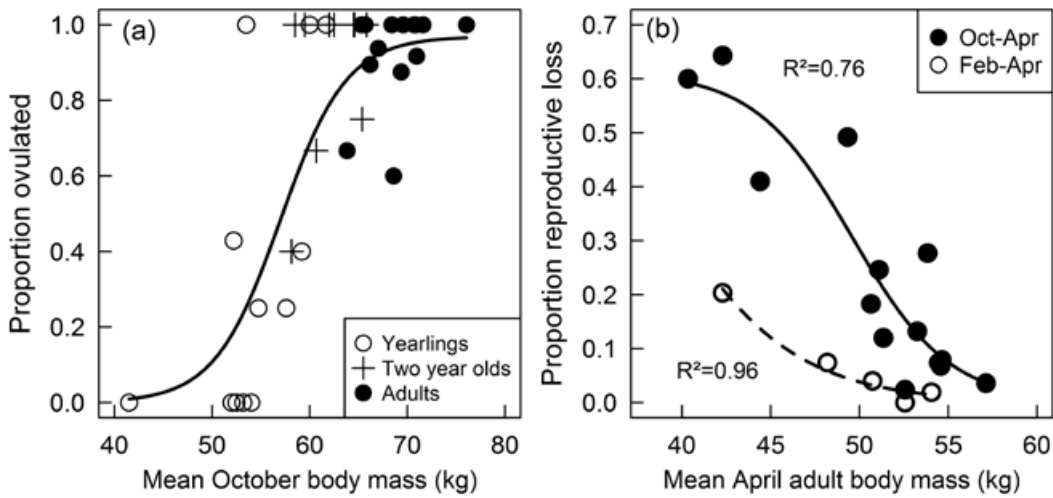 (a)
Proportion ovulated
1.0
0.8
0.6
0.4
0.2
0.0
Yearlings
Two year olds
Adults
40 50 60 70 80
Mean October body mass (kg)
(b)
Proportion reproductive loss
0.7
0.6
0.5
0.4
0.3
0.2
0.1
0.0
Oct-Apr
Feb-Apr
R²=0.76
R²=0.96
40 45 50 55 60
Mean April adult body mass (kg)